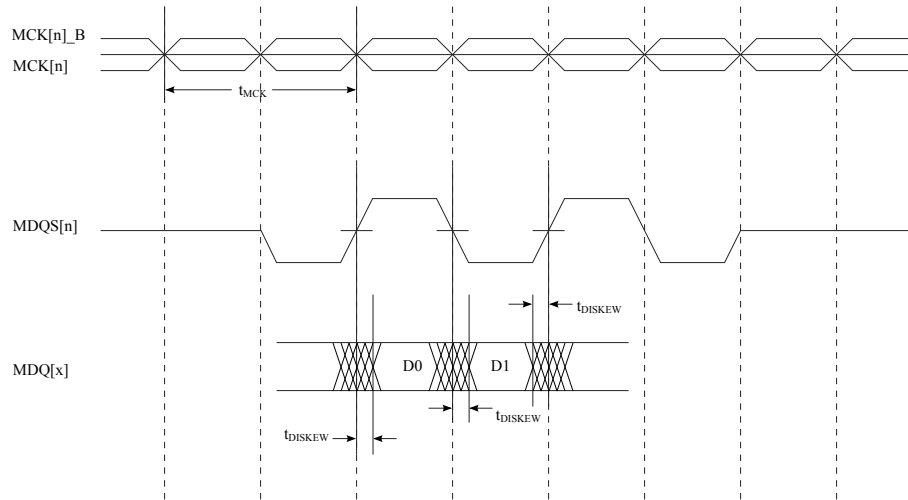 MCK[n]_B
MCK[n]
tMCK
MDQS[n]
tDISKEW
MDQ[x]
D0
D1
tDISKEW
tDISKEW